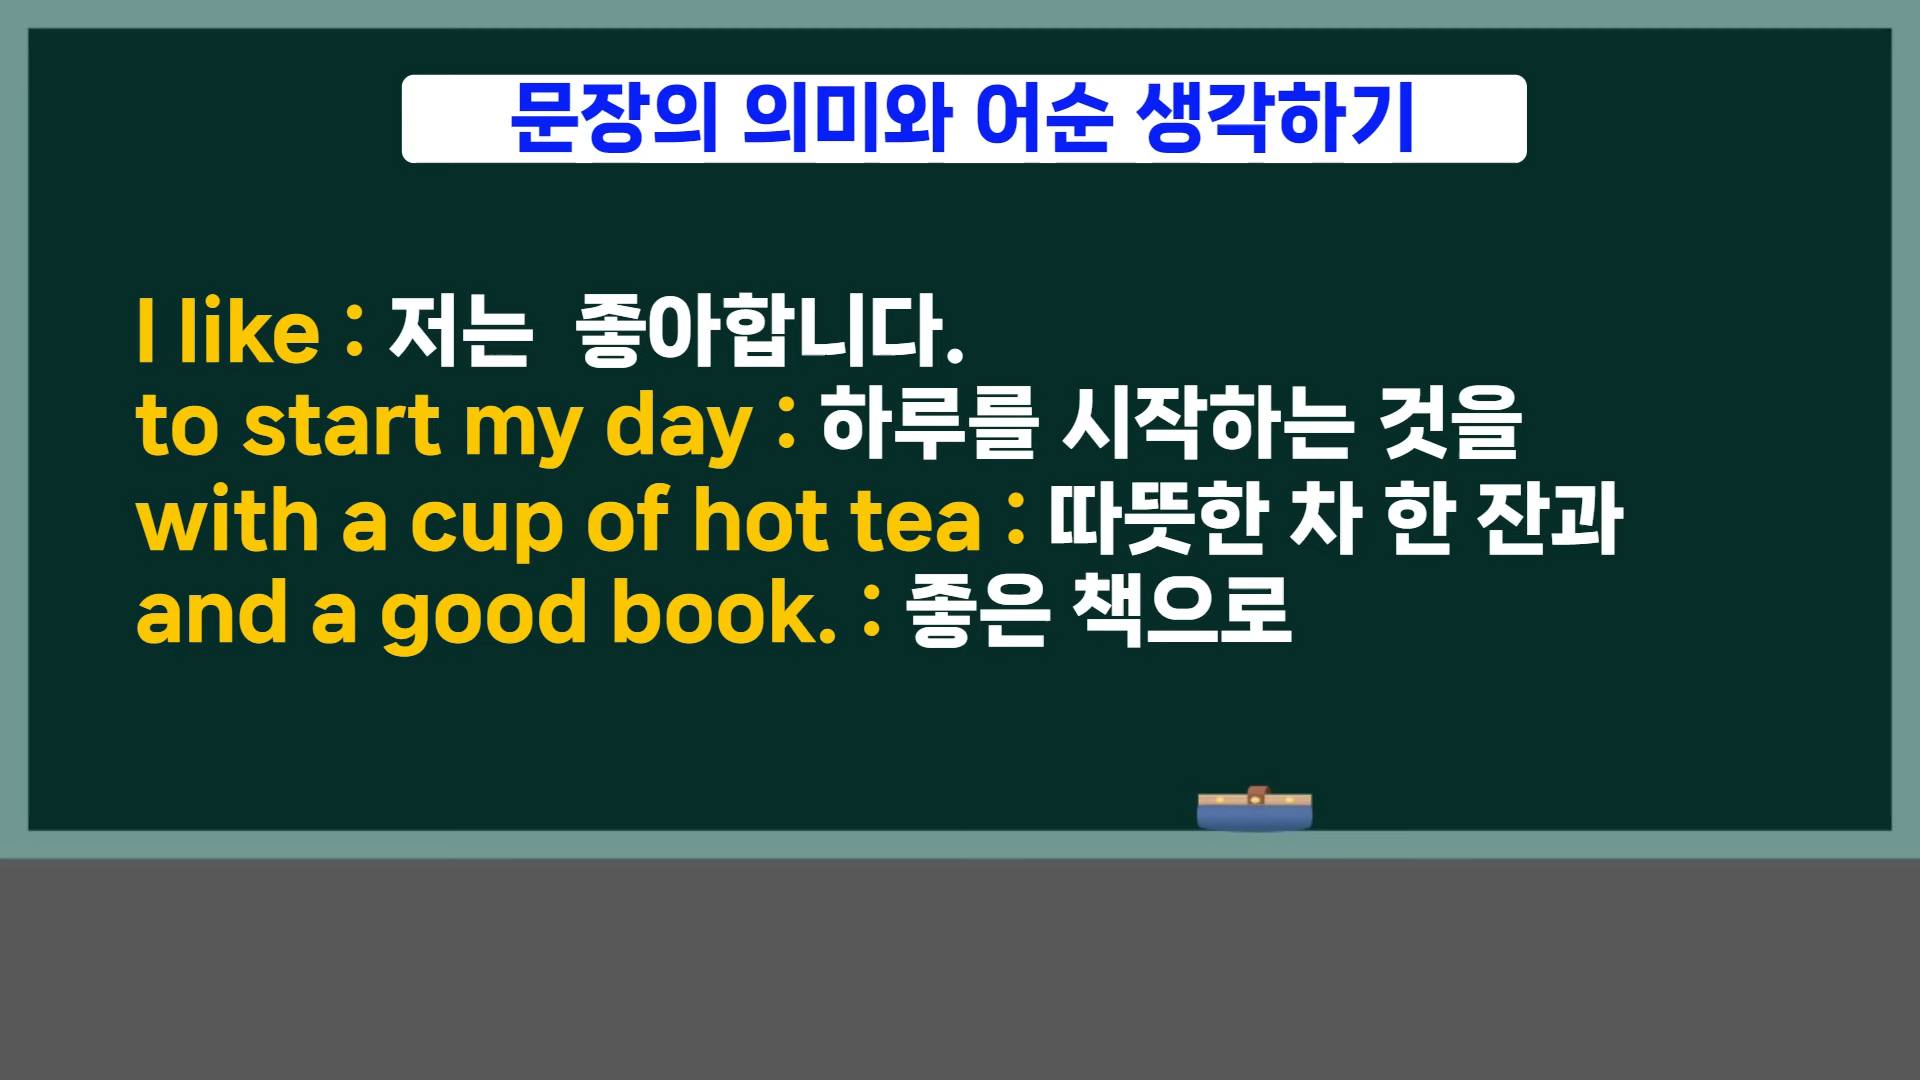 문장의 의미와 어순 생각하기
I like : 저는  좋아합니다.
to start my day : 하루를 시작하는 것을
with a cup of hot tea : 따뜻한 차 한 잔과
and a good book. : 좋은 책으로